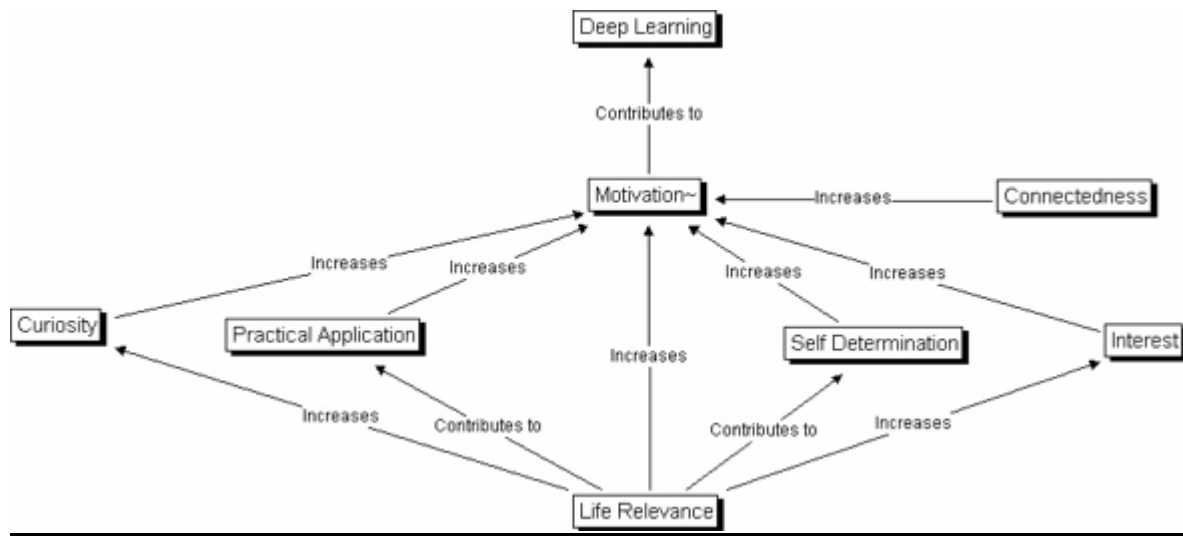 Deep Learning
Contributes to
Motivation~
Increases
Connectedness
Increases
Increases
Increases
Increases
Curiosity
Practical Application
Self Determination
Interest
Increases
Increases
Contributes to
Contributes to
Increases
Life Relevance